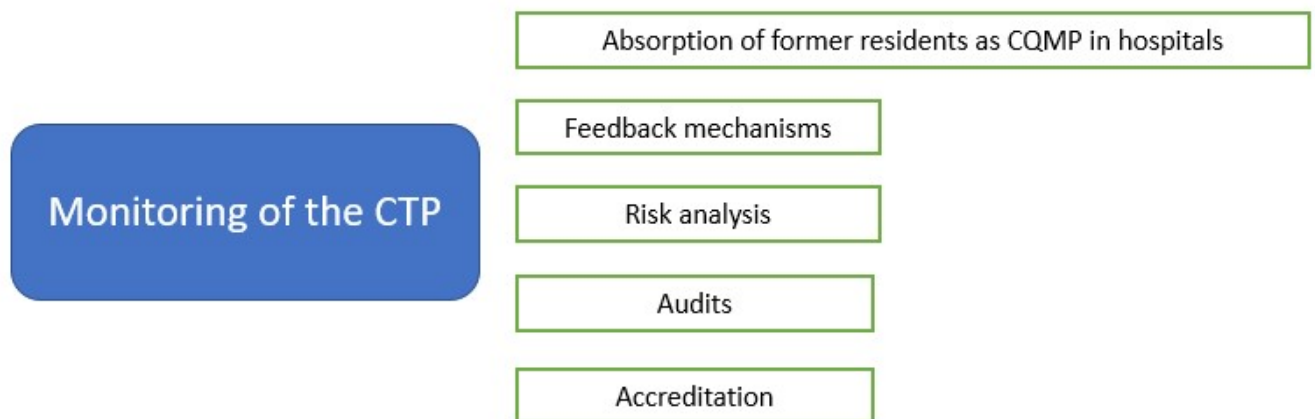 Absorption of former residents as CQMP in hospitals
Feedback mechanisms
Monitoring of the CTP
Risk analysis
Audits
Accreditation